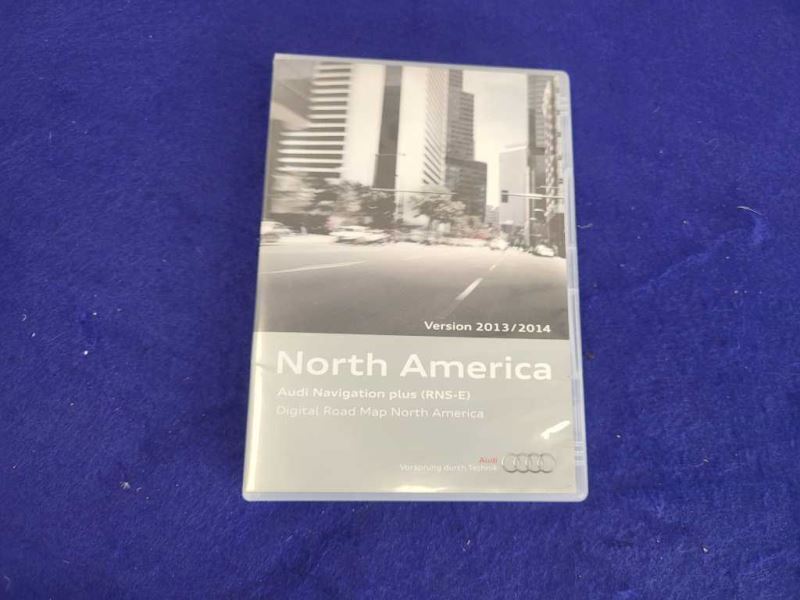 Version 2013/2014
North America
Audi Navigation plus (RNS-E)
Digital Road Map North America
Audi
Vorsprung durch Technik